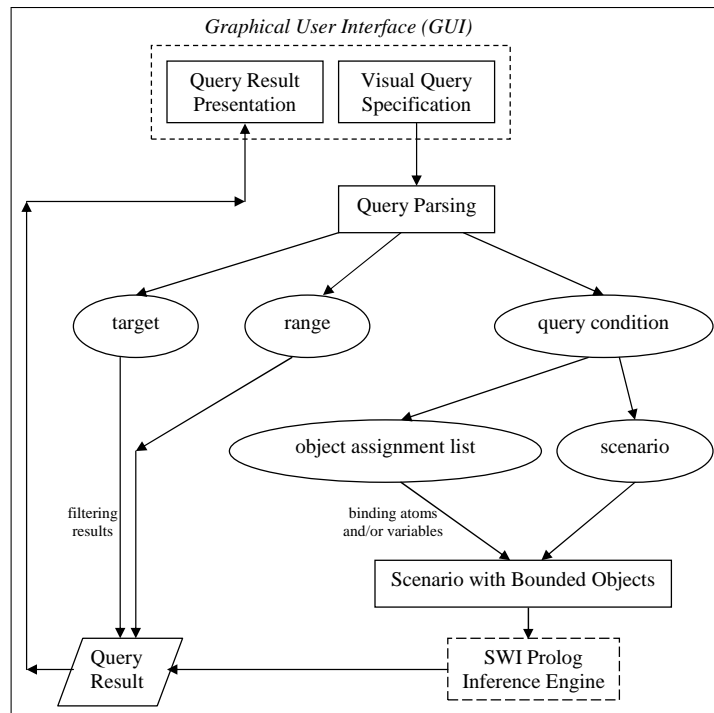 Graphical User Interface (GUI)
Query Result
Presentation
Visual Query
Specification
Query Parsing
target
range
query condition
object assignment list
scenario
filtering
results
binding atoms
and/or variables
Scenario with Bounded Objects
Query
Result
SWI Prolog
Inference Engine